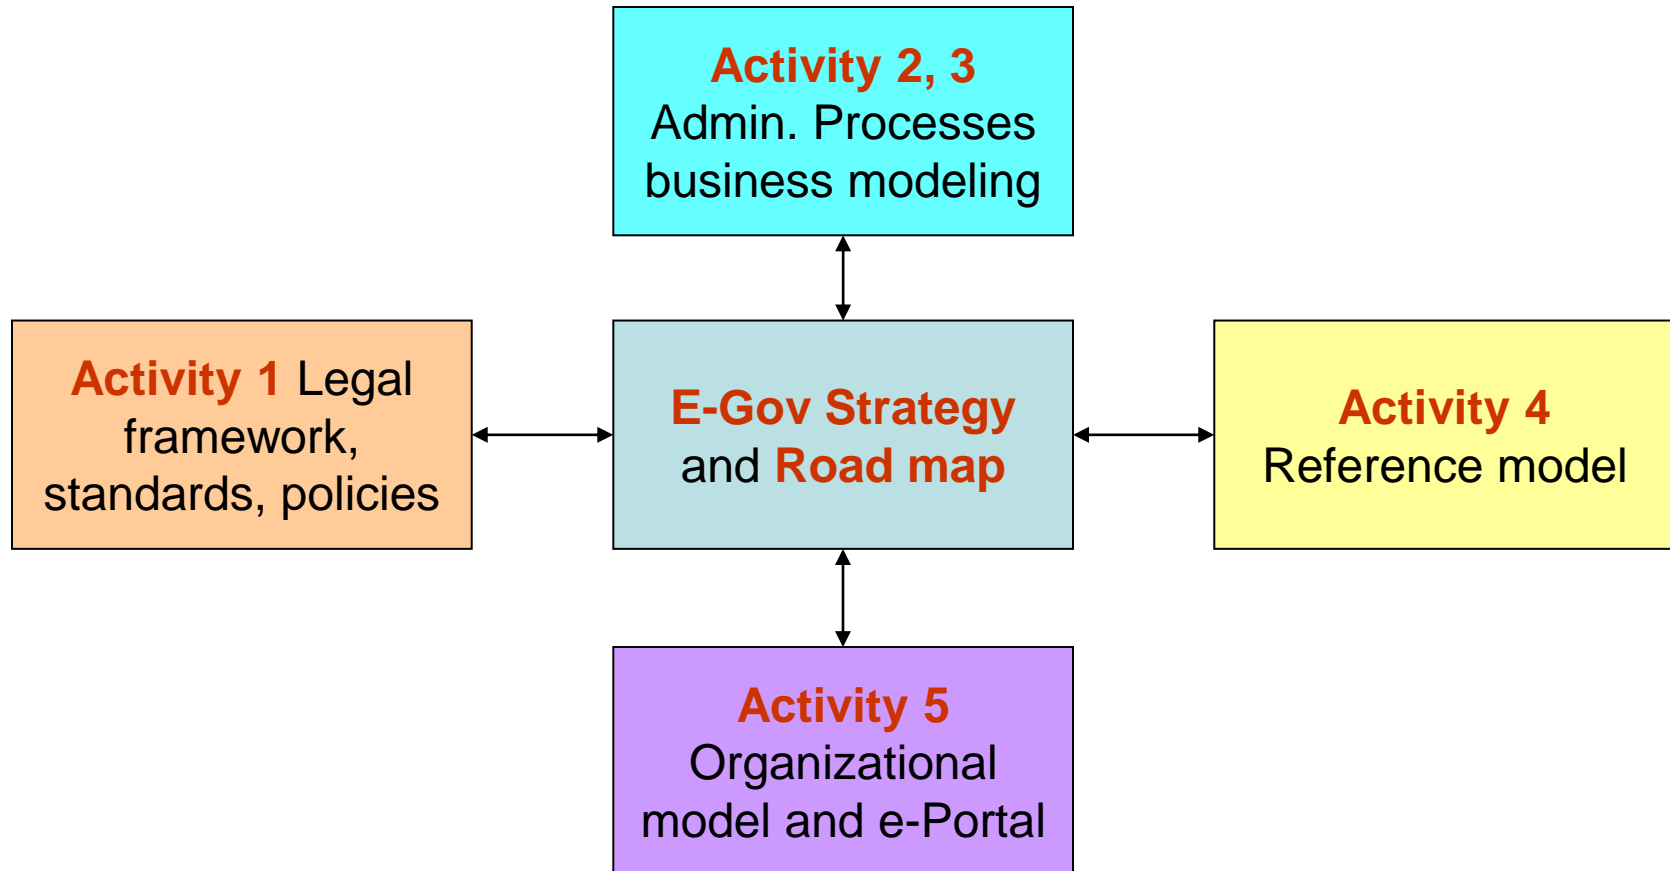 Activity 2, 3
Admin. Processes
business modeling
Activity 1 Legal
framework,
standards, policies
E-Gov Strategy
and Road map
Activity 4
Reference model
Activity 5
Organizational
model and e-Portal